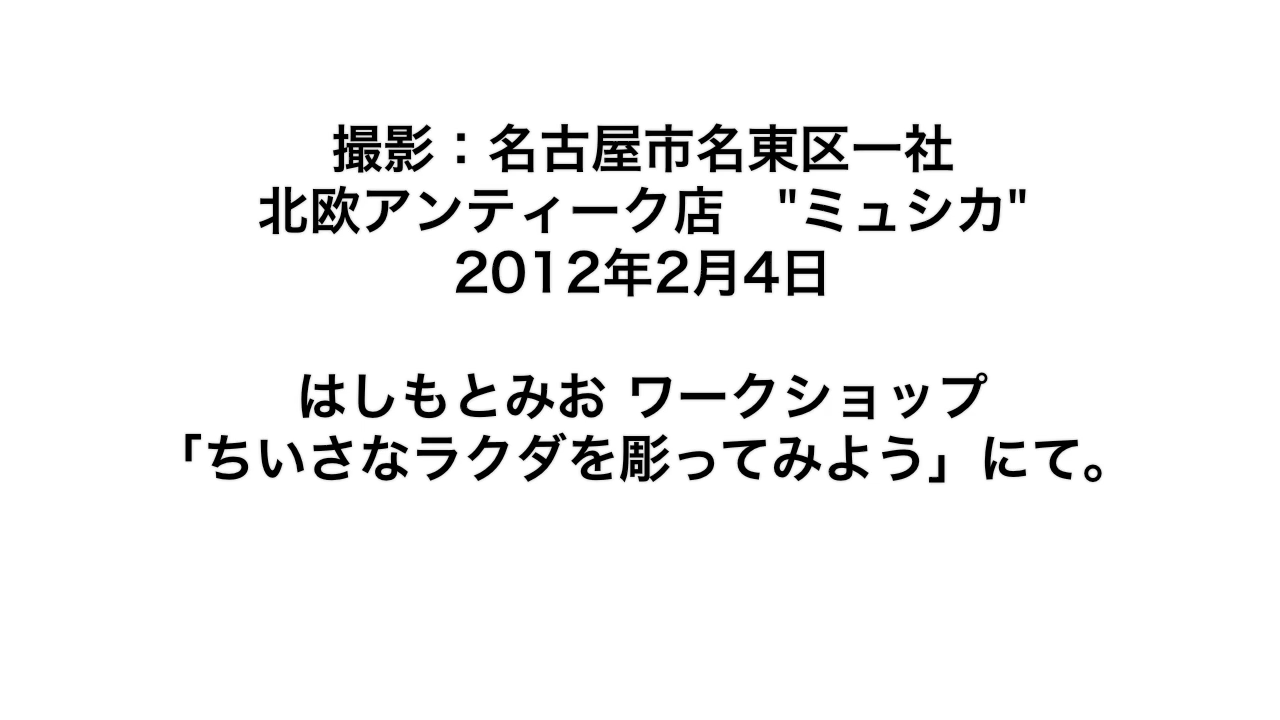 撮影：名古屋市名東区一社
北欧アンティーク店　"ミュシカ"
2012年2月4日
はしもとみお ワークショップ
「ちいさなラクダを彫ってみよう」にて。